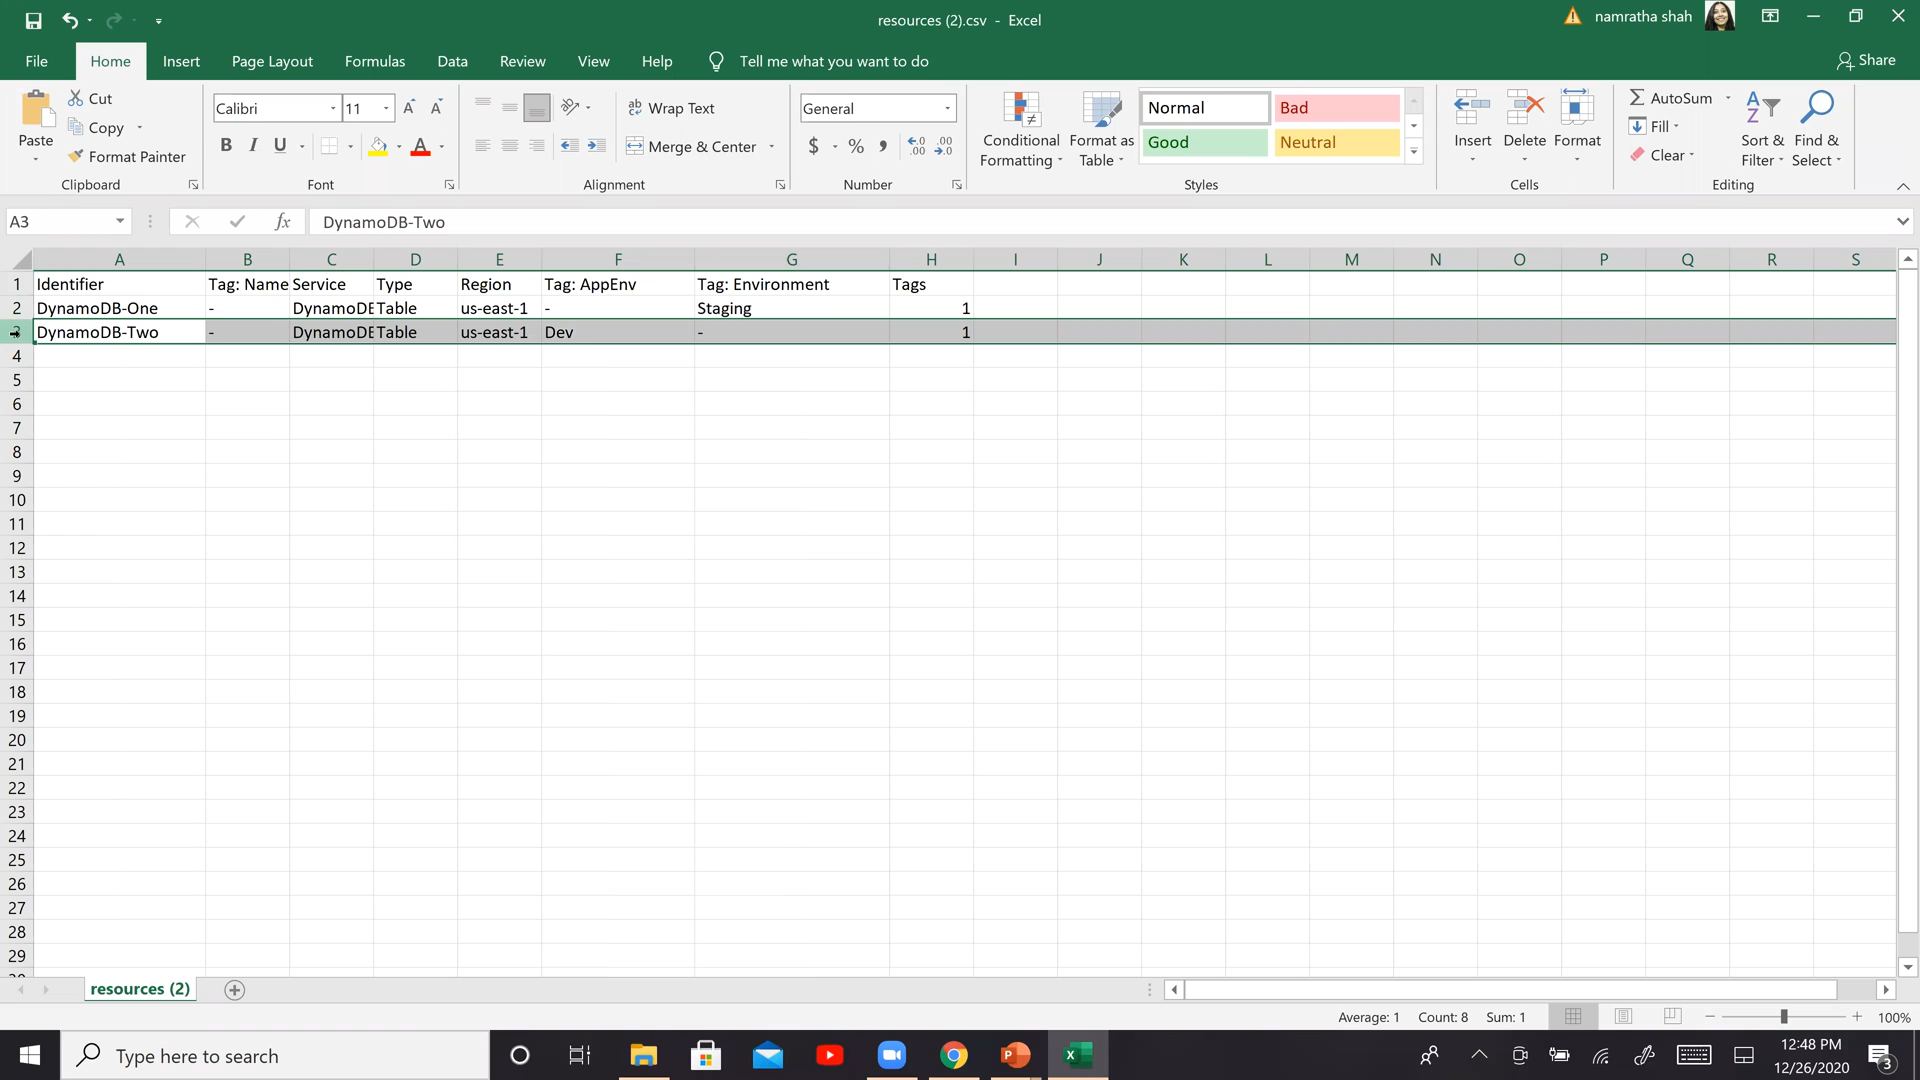 resources (2).csv - Excel
namratha shah
File Home Insert Page Layout Formulas Data Review View Help Tell me what you want to do Share
Paste
Cut
Copy
Format Painter
Clipboard
Calibri 11
B I U
Font
Wrap Text
Merge & Center
Alignment
General
$ % ,
Number
Conditional Formatting
Format as Table
Normal Bad
Good Neutral
Styles
Insert Delete Format
Cells
AutoSum
Fill
Clear
Sort & Filter
Find & Select
Editing
A3 fx DynamoDB-Two
A B C D E F G H I J K L M N O P Q R S
1 Identifier Tag: Name Service Type Region Tag: AppEnv Tag: Environment Tags
2 DynamoDB-One - DynamoDE Table us-east-1 - Staging 1
3 DynamoDB-Two - DynamoDE Table us-east-1 Dev - 1
4
5
6
7
8
9
10
11
12
13
14
15
16
17
18
19
20
21
22
23
24
25
26
27
28
29
resources (2)
Average: 1 Count: 8 Sum: 1 100%
Type here to search
12:48 PM
12/26/2020
3